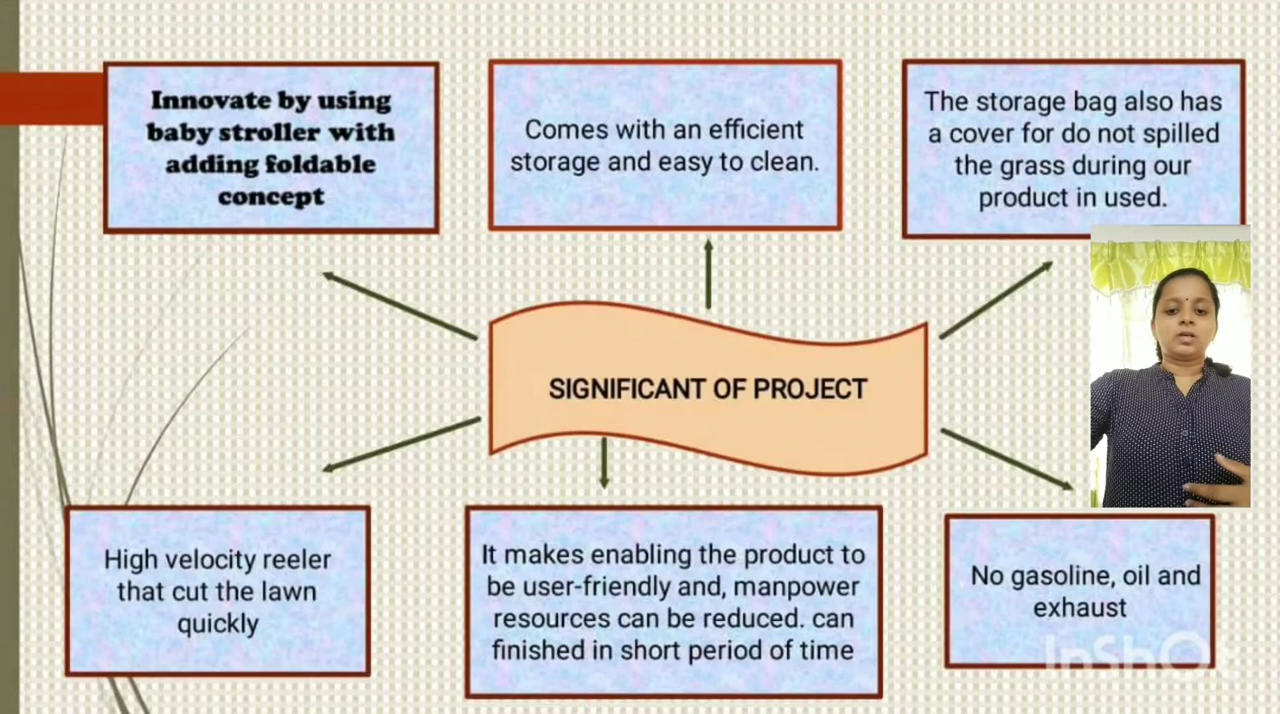 Innovate by using
baby stroller with
adding foldable
concept
Comes with an efficient
storage and easy to clean.
The storage bag also has
a cover for do not spilled
the grass during our
product in used.
SIGNIFICANT OF PROJECT
High velocity reeler
that cut the lawn
quickly
It makes enabling the product to
be user-friendly and, manpower
resources can be reduced. can
finished in short period of time
No gasoline, oil and
exhaust
InShOt